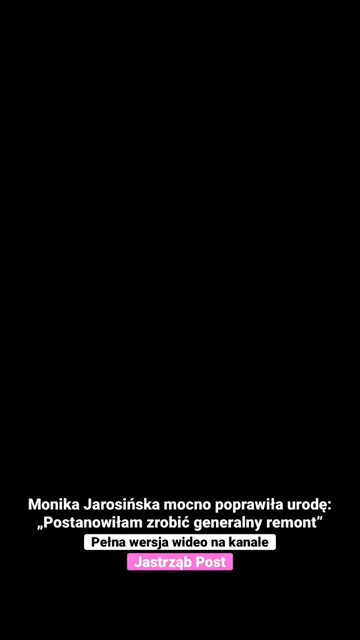 Monika Jarosińska mocno poprawiła urodę:
„Postanowiłam zrobić generalny remont”
Pełna wersja wideo na kanale
Jastrząb Post